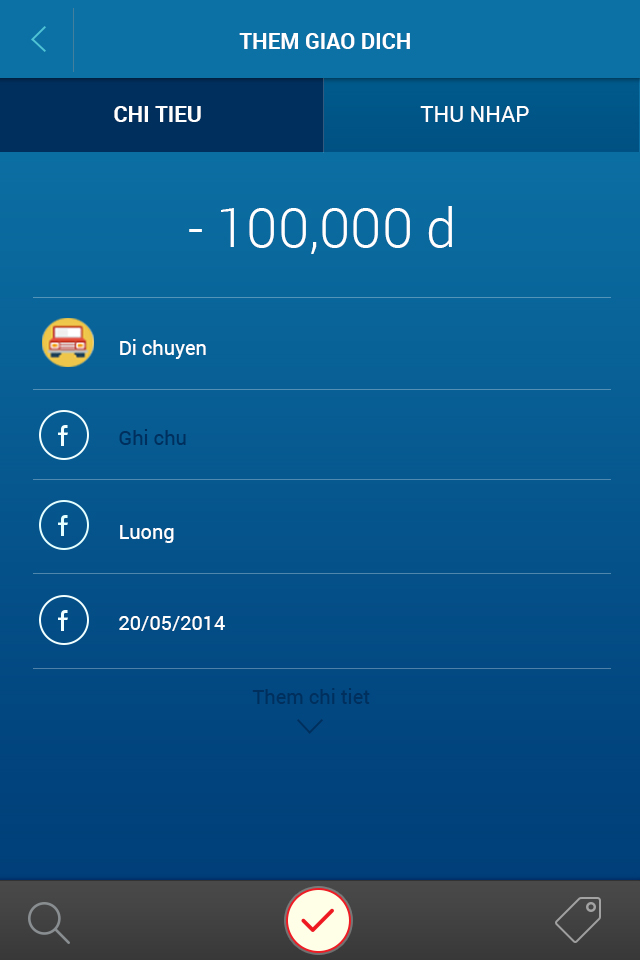 THEM GIAO DICH
CHI TIEU
THU NHAP
- 100,000 d
Di chuyen
f
Ghi chu
f
Luong
f
20/05/2014
Them chi tiet